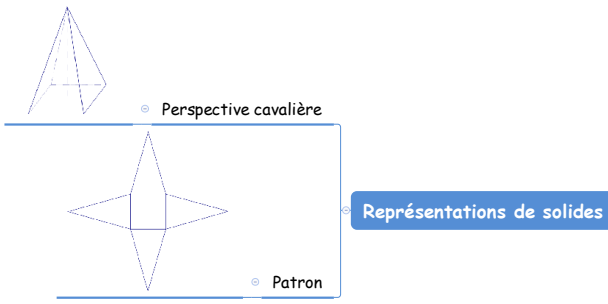 Perspective cavalière
Représentations de solides
Patron